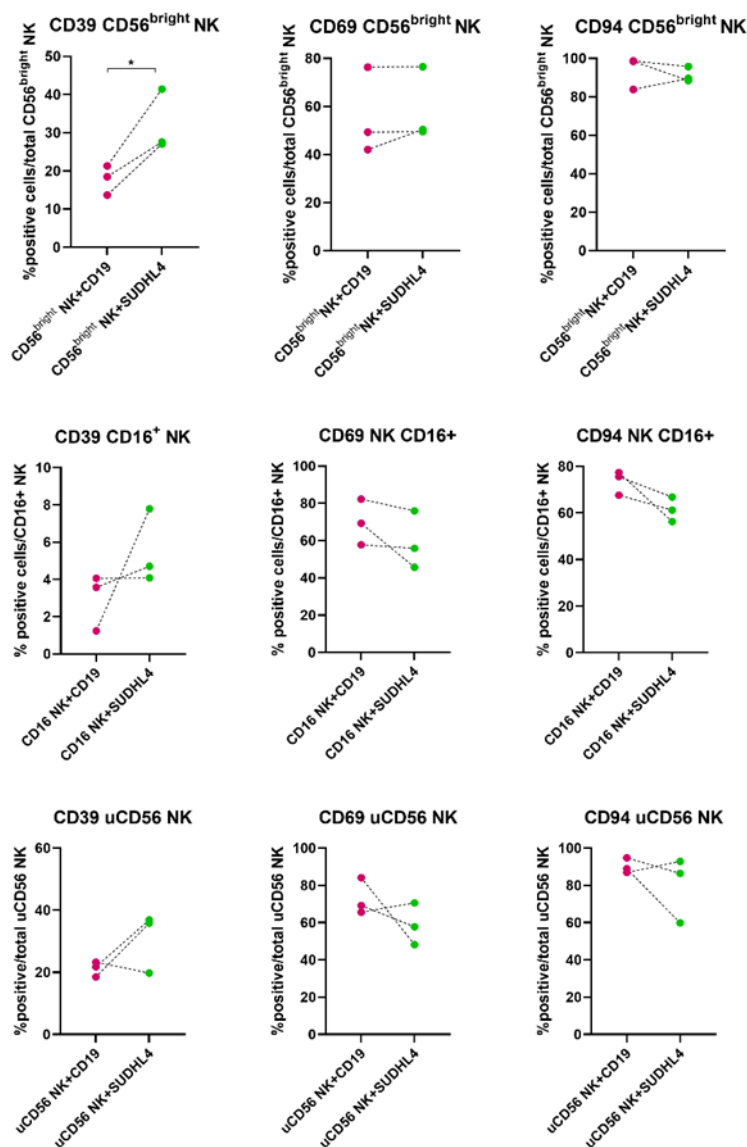 CD39 CD56bright NK
%positive cells/total CD56bright NK
50
40
30
20
10
0
*
CD56bright NK+CD19
CD56bright NK+SUDHL4
CD69 CD56bright NK
%positive cells/total CD56bright NK
80
60
40
20
0
CD56bright NK+CD19
CD56bright NK+SUDHL4
CD94 CD56bright NK
%positive cells/total CD56bright NK
100
80
60
40
20
0
CD56bright NK+CD19
CD56bright NK+SUDHL4
CD39 CD16+ NK
% positive cells/CD16+ NK
10
8
6
4
2
0
CD16 NK+CD19
CD16 NK+SUDHL4
CD69 NK CD16+
% positive cells/CD16+ NK
100
80
60
40
20
0
CD16 NK+CD19
CD16 NK+SUDHL4
CD94 NK CD16+
% positive cells/CD16+ NK
80
60
40
20
0
CD16 NK+CD19
CD16 NK+SUDHL4
CD39 uCD56 NK
%positive/total uCD56 NK
60
40
20
0
uCD56 NK+CD19
uCD56 NK+SUDHL4
CD69 uCD56 NK
%positive/total uCD56 NK
100
80
60
40
20
0
uCD56 NK+CD19
uCD56 NK+SUDHL4
CD94 uCD56 NK
%positive/total uCD56 NK
100
80
60
40
20
0
uCD56 NK+CD19
uCD56 NK+SUDHL4